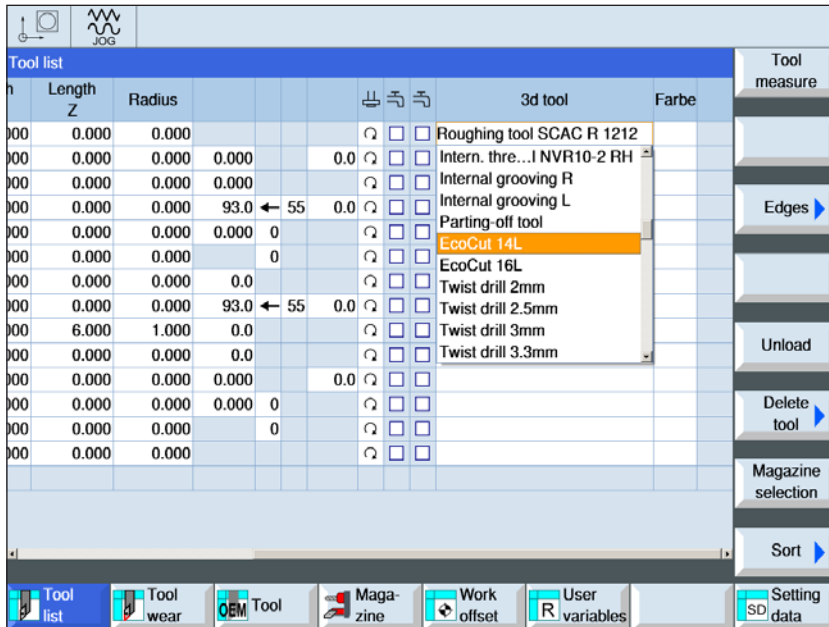 JOG
Tool list
Tool measure
h Length Z Radius 3d tool Farbe
000 0.000 0.000 Roughing tool SCAC R 1212
000 0.000 0.000 0.000 0.0 Intern. thre...l NVR10-2 RH
000 0.000 0.000 0.000 Internal grooving R
000 0.000 0.000 93.0 ← 55 0.0 Internal grooving L
Parting-off tool
000 0.000 0.000 0.000 0 EcoCut 14L
000 0.000 0.000 0 EcoCut 16L
000 0.000 0.000 0.0 Twist drill 2mm
000 0.000 0.000 93.0 ← 55 0.0 Twist drill 2.5mm
000 6.000 1.000 0.0 Twist drill 3mm
000 0.000 0.000 0.0 Twist drill 3.3mm
000 0.000 0.000 0.000 0.0
000 0.000 0.000 0.000 0
000 0.000 0.000 0
000 0.000 0.000
Edges
Unload
Delete tool
Magazine selection
Sort
Tool list
Tool wear
OEM Tool
Maga- zine
Work offset
R User variables
SD Setting data